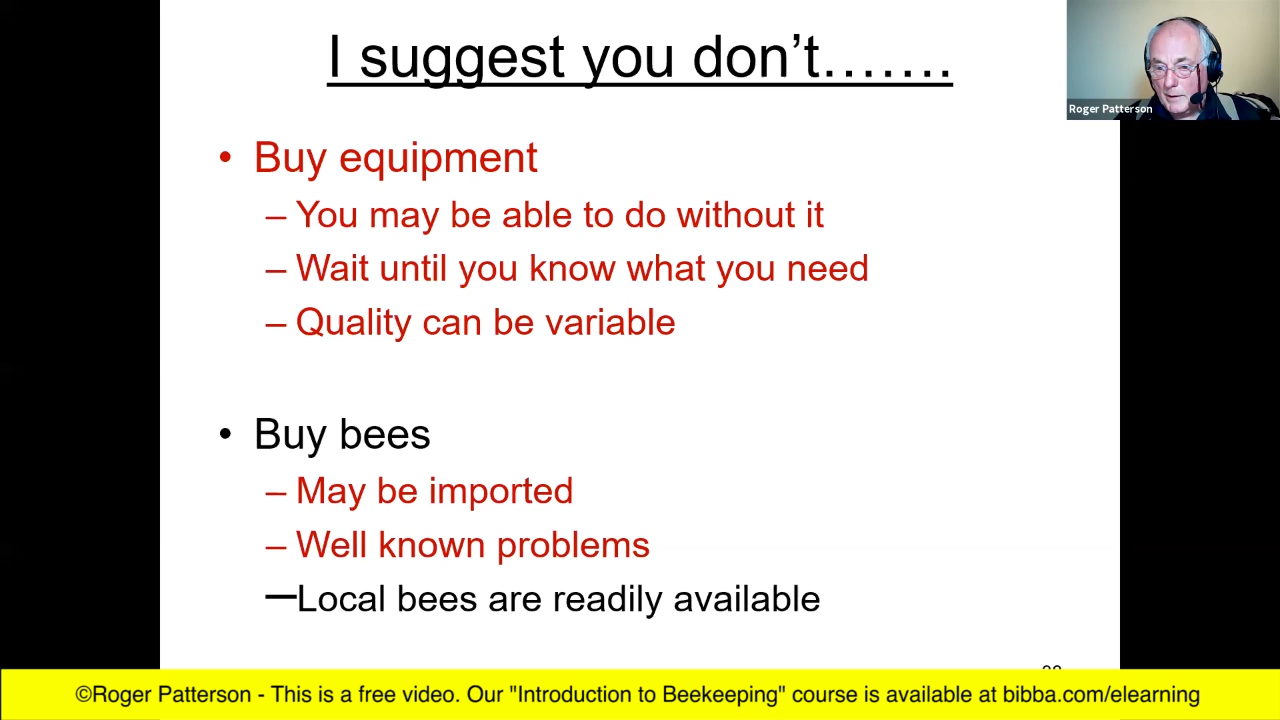 I suggest you don’t…….
Roger Patterson
• Buy equipment
– You may be able to do without it
– Wait until you know what you need
– Quality can be variable
• Buy bees
– May be imported
– Well known problems
–Local bees are readily available
©Roger Patterson - This is a free video. Our "Introduction to Beekeeping" course is available at bibba.com/elearning